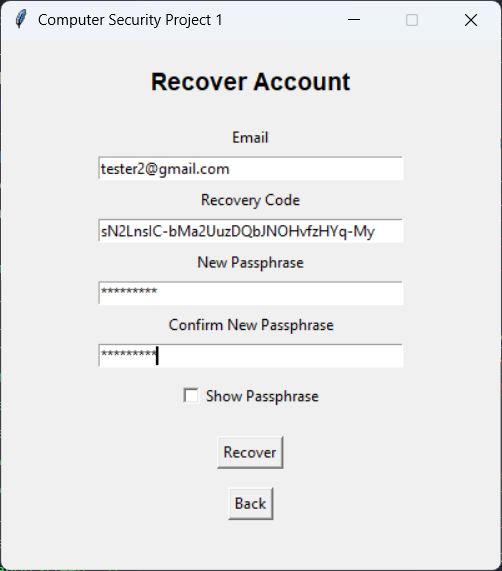 Computer Security Project 1
Recover Account
Email
tester2@gmail.com
Recovery Code
sN2LnslC-bMa2UuzDQbJNOHvfzHYq-My
New Passphrase
*********
Confirm New Passphrase
*********
Show Passphrase
Recover
Back